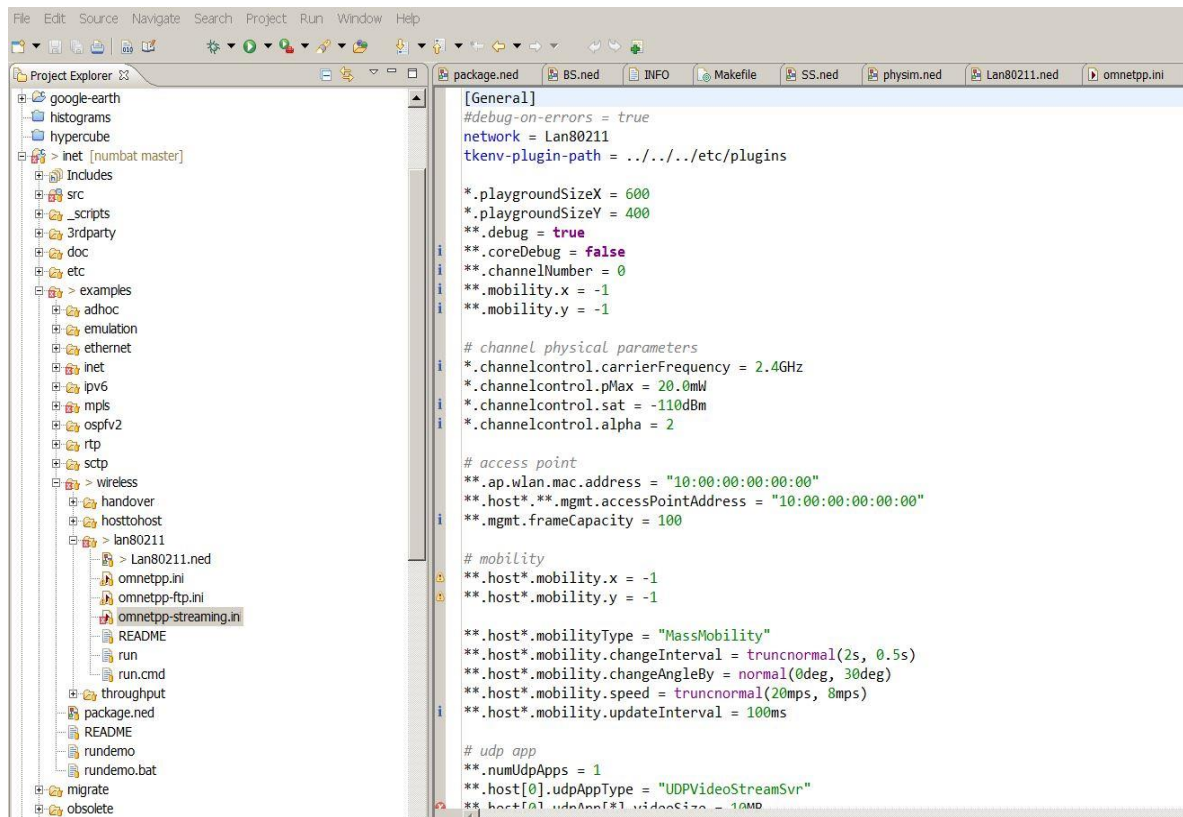 File Edit Source Navigate Search Project Run Window Help
Project Explorer
google-earth
histograms
hypercube
> inet [numbat master]
Includes
src
_scripts
3rdparty
doc
etc
> examples
adhoc
emulation
ethernet
inet
ipv6
mpls
ospfv2
rtp
sctp
> wireless
handover
hosttohost
> lan80211
> Lan80211.ned
omnetpp.ini
omnetpp-ftp.ini
omnetpp-streaming.in
README
run
run.cmd
throughput
package.ned
README
rundemo
rundemo.bat
migrate
obsolete
package.ned BS.ned INFO Makefile SS.ned physim.ned Lan80211.ned omnetpp.ini
[General]
#debug-on-errors = true
network = Lan80211
tkenv-plugin-path = ../../../etc/plugins
*.playgroundSizeX = 600
*.playgroundSizeY = 400
**.debug = true
**.coreDebug = false
**.channelNumber = 0
**.mobility.x = -1
**.mobility.y = -1
# channel physical parameters
*.channelcontrol.carrierFrequency = 2.4GHz
*.channelcontrol.pMax = 20.0mW
*.channelcontrol.sat = -110dBm
*.channelcontrol.alpha = 2
# access point
**.ap.wlan.mac.address = "10:00:00:00:00:00"
**.host*.**.mgmt.accessPointAddress = "10:00:00:00:00:00"
**.mgmt.frameCapacity = 100
# mobility
**.host*.mobility.x = -1
**.host*.mobility.y = -1
**.host*.mobilityType = "MassMobility"
**.host*.mobility.changeInterval = truncnormal(2s, 0.5s)
**.host*.mobility.changeAngleBy = normal(0deg, 30deg)
**.host*.mobility.speed = truncnormal(20mps, 8mps)
**.host*.mobility.updateInterval = 100ms
# udp app
**.numUdpApps = 1
**.host[0].udpAppType = "UDPVideoStreamSvr"
**.host[0].udpApp[*].videoSize = 10MB